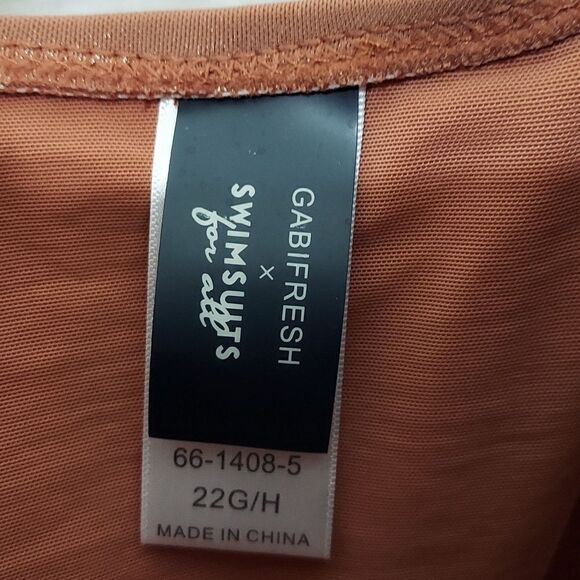 GABIFRESH
x
SWIMSUITS
for all
66-1408-5
22G/H
MADE IN CHINA